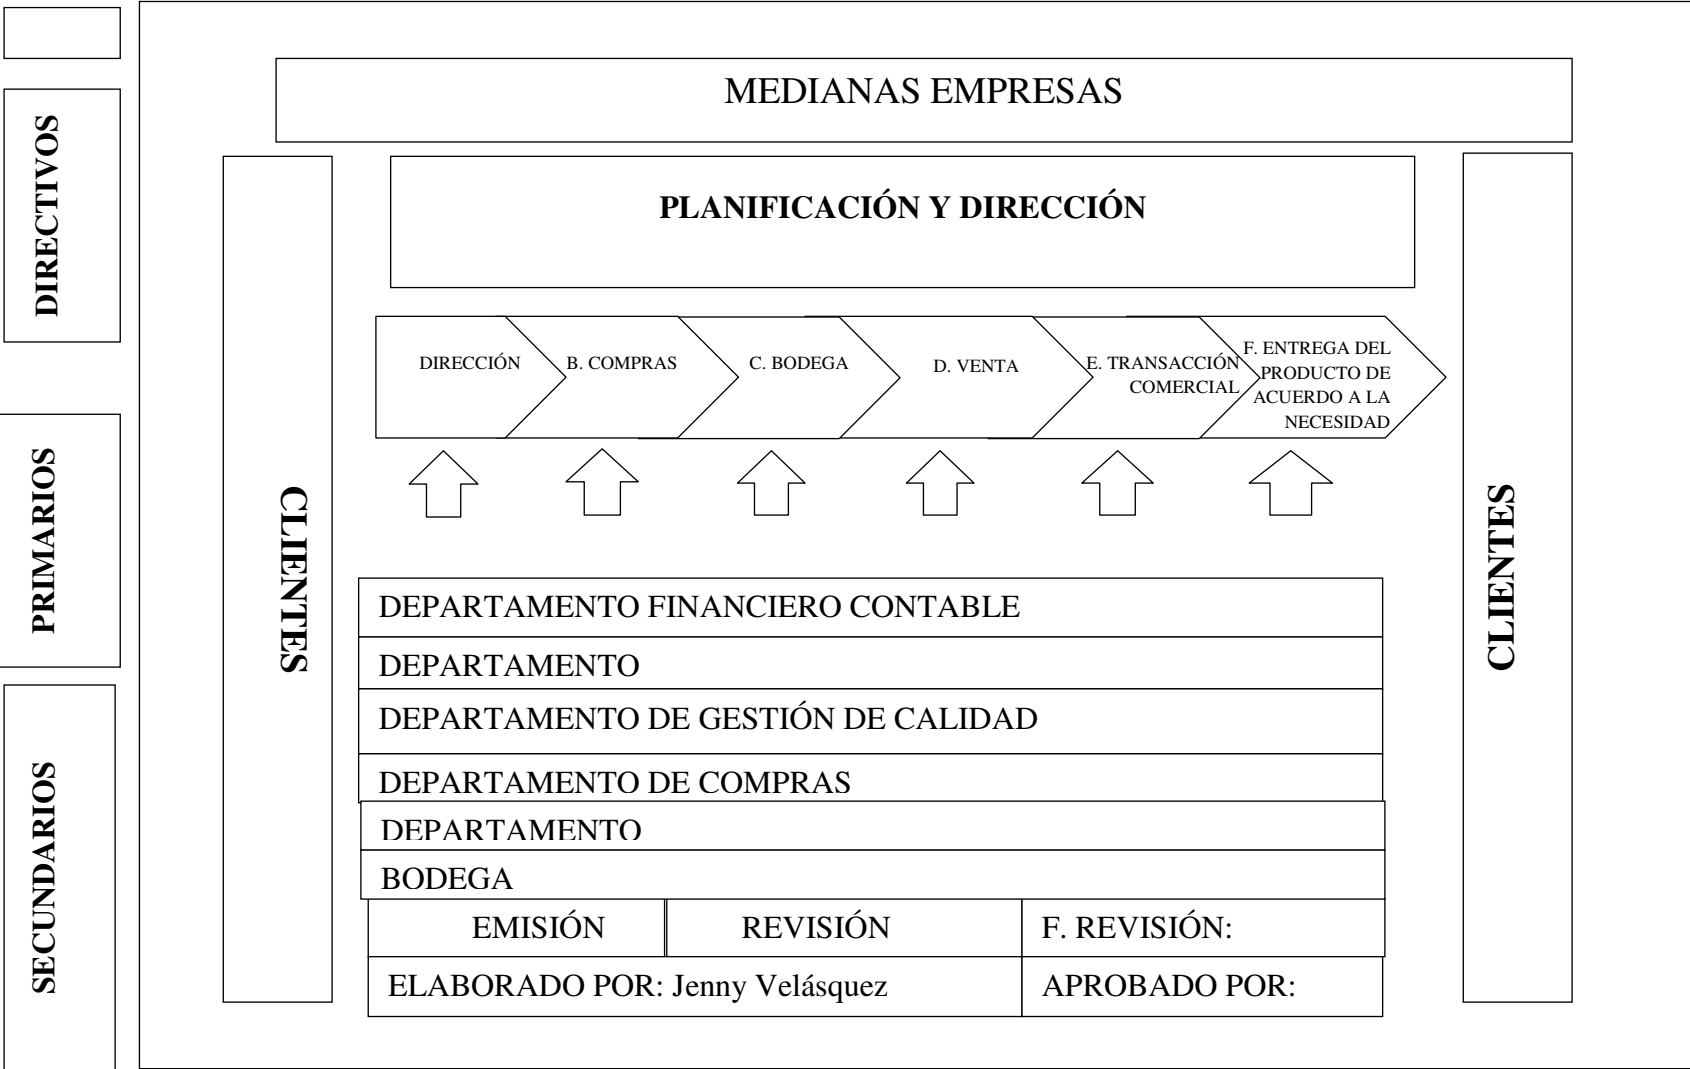 MEDIANAS EMPRESAS
DIRECTIVOS
PLANIFICACIÓN Y DIRECCIÓN
DIRECCIÓN
B. COMPRAS
C. BODEGA
D. VENTA
E. TRANSACCIÓN
COMERCIAL
F. ENTREGA DEL
PRODUCTO DE
ACUERDO A LA
NECESIDAD
PRIMARIOS
CLIENTES
CLIENTES
DEPARTAMENTO FINANCIERO CONTABLE
DEPARTAMENTO
DEPARTAMENTO DE GESTIÓN DE CALIDAD
DEPARTAMENTO DE COMPRAS
DEPARTAMENTO
BODEGA
SECUNDARIOS
EMISIÓN
REVISIÓN
F. REVISIÓN:
ELABORADO POR: Jenny Velásquez
APROBADO POR: